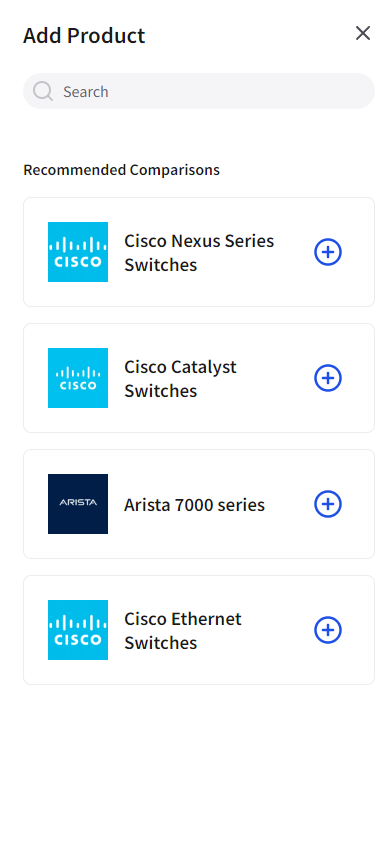 Add Product
Search
Recommended Comparisons
CISCO
Cisco Nexus Series
Switches
CISCO
Cisco Catalyst
Switches
ARISTA
Arista 7000 series
CISCO
Cisco Ethernet
Switches